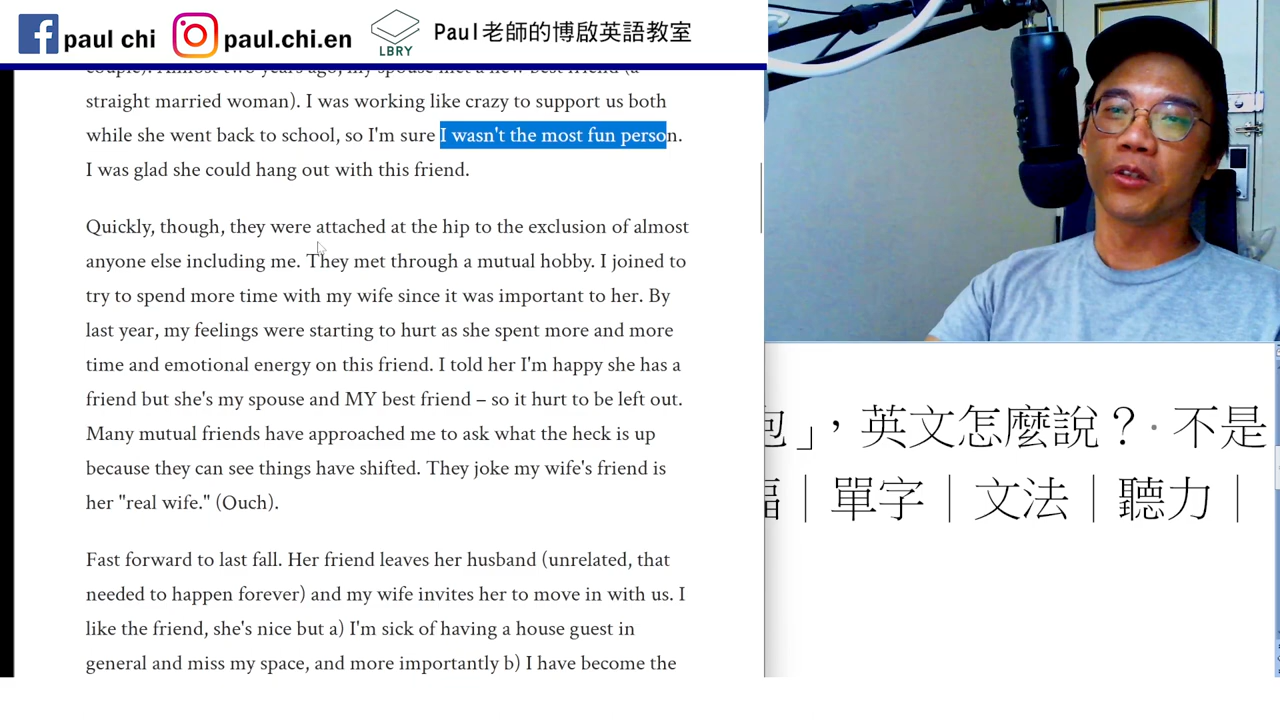 paul chi
paul.chi.en
LBRY
Paul老師的博啟英語教室
couple). Almost two years ago, my spouse met a new best friend (a
straight married woman). I was working like crazy to support us both
while she went back to school, so I'm sure I wasn't the most fun person.
I was glad she could hang out with this friend.
Quickly, though, they were attached at the hip to the exclusion of almost
anyone else including me. They met through a mutual hobby. I joined to
try to spend more time with my wife since it was important to her. By
last year, my feelings were starting to hurt as she spent more and more
time and emotional energy on this friend. I told her I'm happy she has a
friend but she's my spouse and MY best friend – so it hurt to be left out.
Many mutual friends have approached me to ask what the heck is up
because they can see things have shifted. They joke my wife's friend is
her "real wife." (Ouch).
Fast forward to last fall. Her friend leaves her husband (unrelated, that
needed to happen forever) and my wife invites her to move in with us. I
like the friend, she's nice but a) I'm sick of having a house guest in
general and miss my space, and more importantly b) I have become the
」，英文怎麼說？不是
｜單字｜文法｜聽力｜